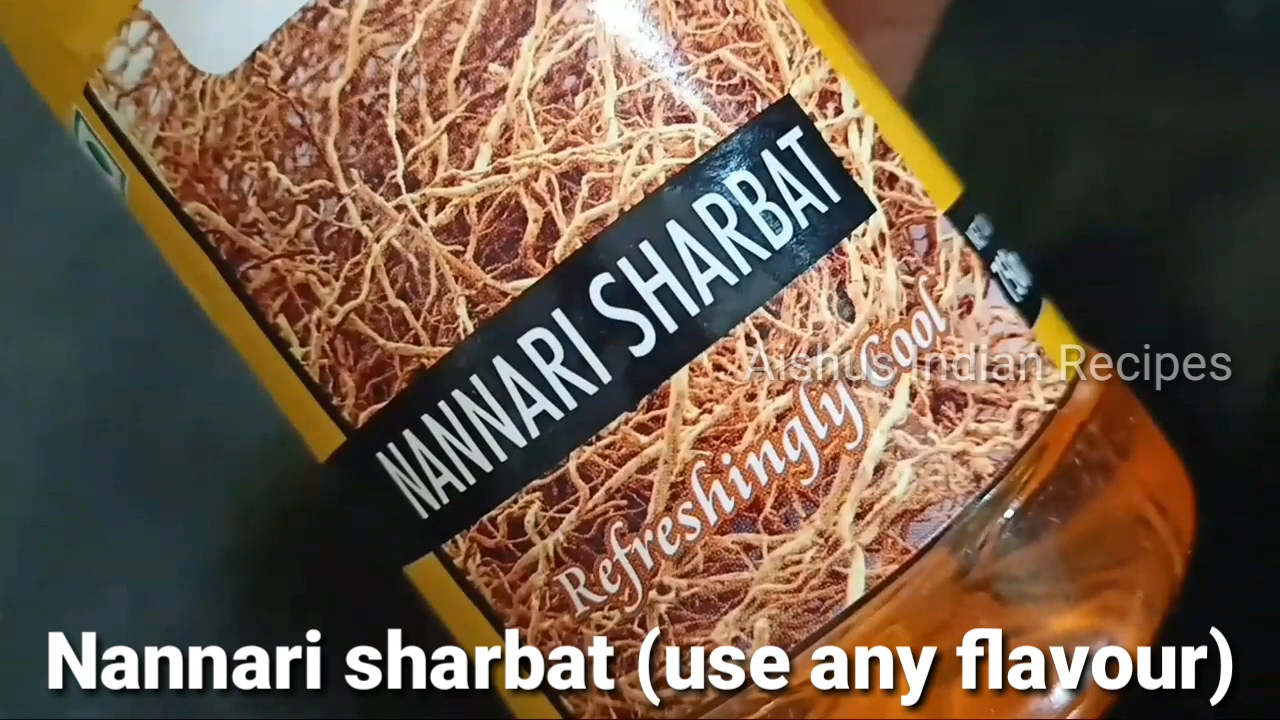 NANNARI SHARBAT
Refreshingly Cool
Aishus Indian Recipes
Nannari sharbat (use any flavour)